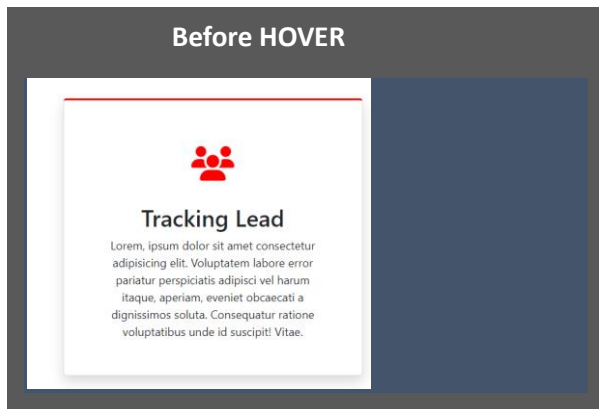 Before HOVER
Tracking Lead
Lorem, ipsum dolor sit amet consectetur
adipisicing elit. Voluptatem labore error
pariatur perspiciatis adipisci vel harum
itaque, aperiam, eveniet obcaecati a
dignissimos soluta. Consequatur ratione
voluptatibus unde id suscipit! Vitae.